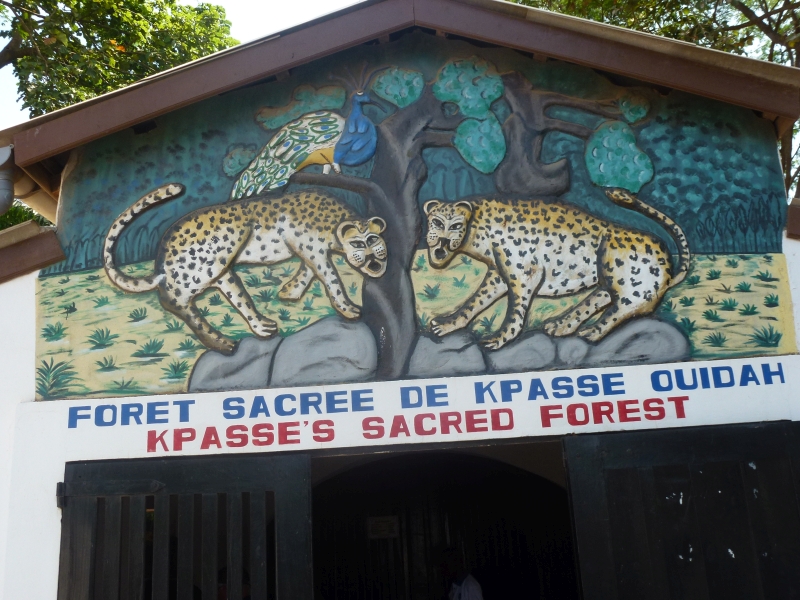 FORET SACREE DE KPASSE OUIDAH
KPASSE'S SACRED FOREST